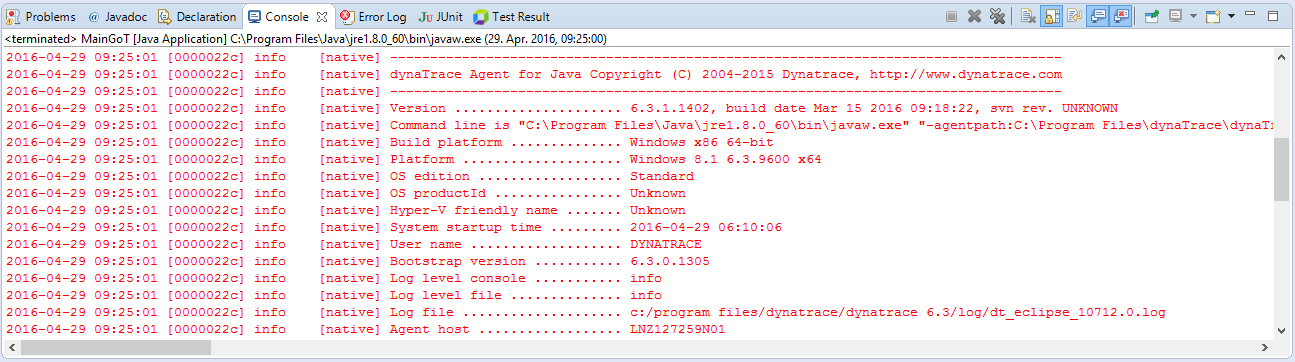 Problems @ Javadoc Declaration Console Error Log JU JUnit Test Result
<terminated> MainGoT [Java Application] C:\Program Files\Java\jre1.8.0_60\bin\javaw.exe (29. Apr. 2016, 09:25:00)
2016-04-29 09:25:01 [0000022c] info [native] ------------------------------------------------------------------------------------
2016-04-29 09:25:01 [0000022c] info [native] dynaTrace Agent for Java Copyright (C) 2004-2015 Dynatrace, http://www.dynatrace.com
2016-04-29 09:25:01 [0000022c] info [native] ------------------------------------------------------------------------------------
2016-04-29 09:25:01 [0000022c] info [native] Version ..................... 6.3.1.1402, build date Mar 15 2016 09:18:22, svn rev. UNKNOWN
2016-04-29 09:25:01 [0000022c] info [native] Command line is "C:\Program Files\Java\jre1.8.0_60\bin\javaw.exe" "-agentpath:C:\Program Files\dynaTrace\dynaTr
2016-04-29 09:25:01 [0000022c] info [native] Build platform .............. Windows x86 64-bit
2016-04-29 09:25:01 [0000022c] info [native] Platform .................... Windows 8.1 6.3.9600 x64
2016-04-29 09:25:01 [0000022c] info [native] OS edition .................. Standard
2016-04-29 09:25:01 [0000022c] info [native] OS productId ................ Unknown
2016-04-29 09:25:01 [0000022c] info [native] Hyper-V friendly name ....... Unknown
2016-04-29 09:25:01 [0000022c] info [native] System startup time ......... 2016-04-29 06:10:06
2016-04-29 09:25:01 [0000022c] info [native] User name ................... DYNATRACE
2016-04-29 09:25:01 [0000022c] info [native] Bootstrap version ........... 6.3.0.1305
2016-04-29 09:25:01 [0000022c] info [native] Log level console ........... info
2016-04-29 09:25:01 [0000022c] info [native] Log level file .............. info
2016-04-29 09:25:01 [0000022c] info [native] Log file .................... c:/program files/dynatrace/dynatrace 6.3/log/dt_eclipse_10712.0.log
2016-04-29 09:25:01 [0000022c] info [native] Agent host .................. LNZ127259N01